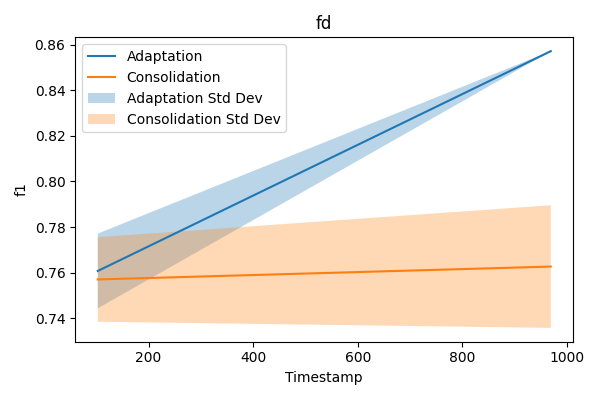 fd
Adaptation
Consolidation
Adaptation Std Dev
Consolidation Std Dev
f1
0.86
0.84
0.82
0.80
0.78
0.76
0.74
200 400 600 800 1000
Timestamp